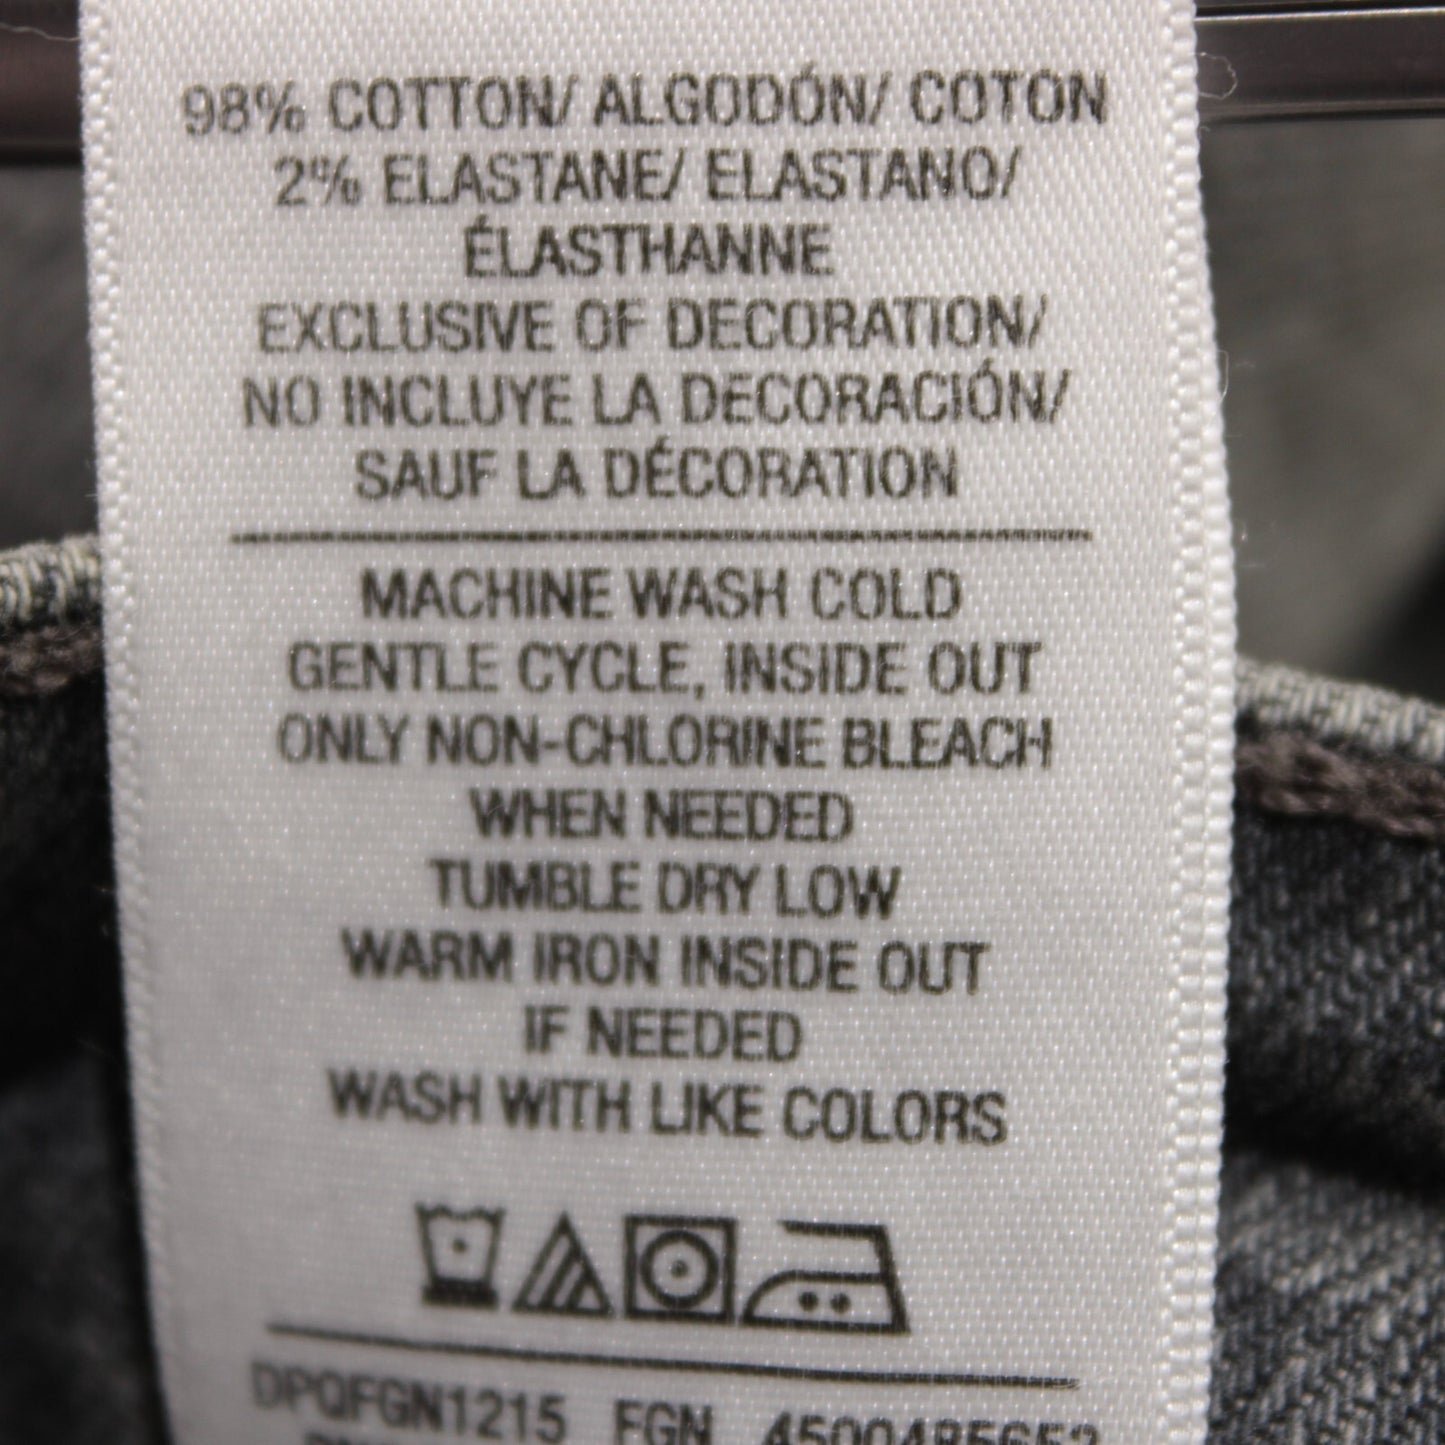 98% COTTON/ ALGODÓN/ COTON
2% ELASTANE/ ELASTANO/
ÉLASTHANNE
EXCLUSIVE OF DECORATION/
NO INCLUYE LA DECORACIÓN/
SAUF LA DÉCORATION
MACHINE WASH COLD
GENTLE CYCLE, INSIDE OUT
ONLY NON-CHLORINE BLEACH
WHEN NEEDED
TUMBLE DRY LOW
WARM IRON INSIDE OUT
IF NEEDED
WASH WITH LIKE COLORS
DPQFGN1215 FGN 4500485652